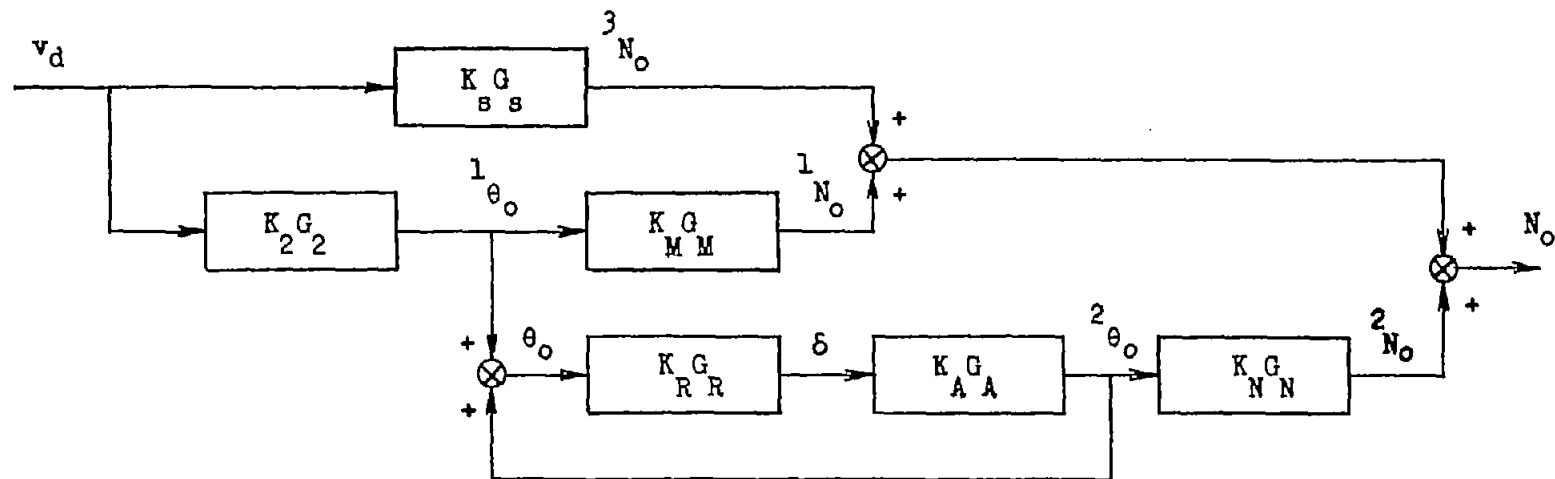 v_d
K_s G_s
³N_o
+
+
K_2 G_2
¹θ_o
K_M G_M
¹N_o
+
+
N_o
+
θ_o
K_R G_R
δ
K_A G_A
²θ_o
K_N G_N
²N_o
+